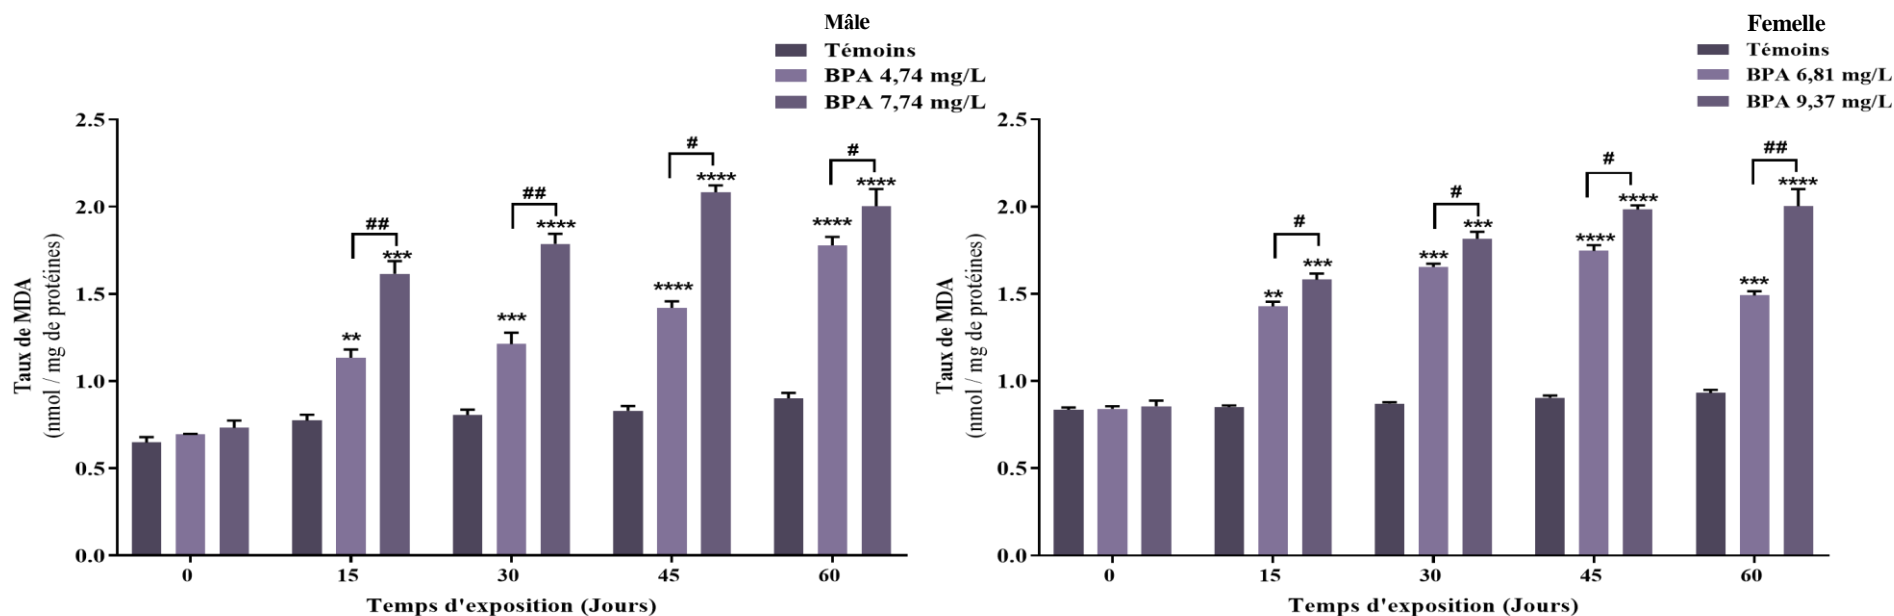 Mâle
Témoins
BPA 4,74 mg/L
BPA 7,74 mg/L
Taux de MDA
(nmol / mg de protéines)
2.5
2.0
1.5
1.0
0.5
0.0
##
***
**
##
****
***
#
****
****
#
****
****
0 15 30 45 60
Temps d'exposition (Jours)
Femelle
Témoins
BPA 6,81 mg/L
BPA 9,37 mg/L
Taux de MDA
(nmol / mg de protéines)
2.5
2.0
1.5
1.0
0.5
0.0
#
***
**
#
***
***
#
****
****
##
****
***
0 15 30 45 60
Temps d'exposition (Jours)